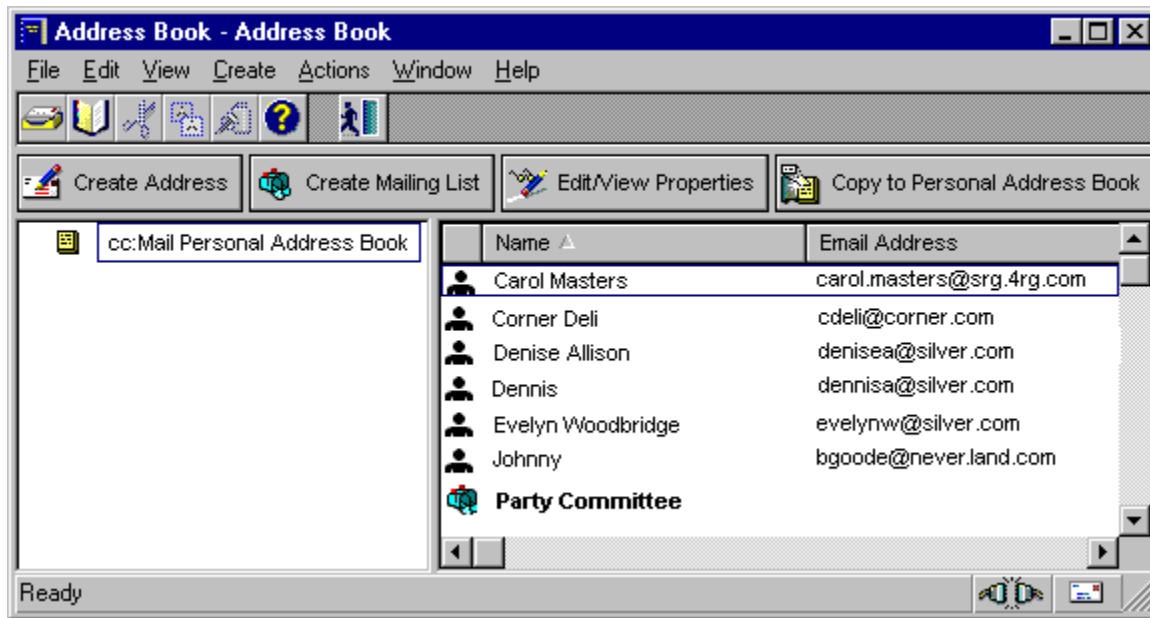 Address Book - Address Book
File Edit View Create Actions Window Help
Create Address Create Mailing List Edit/View Properties Copy to Personal Address Book
cc:Mail Personal Address Book Name Email Address
Carol Masters carol.masters@srg.4rg.com
Corner Deli cdeli@corner.com
Denise Allison denisea@silver.com
Dennis dennisa@silver.com
Evelyn Woodbridge evelynw@silver.com
Johnny bgoode@never.land.com
Party Committee
Ready